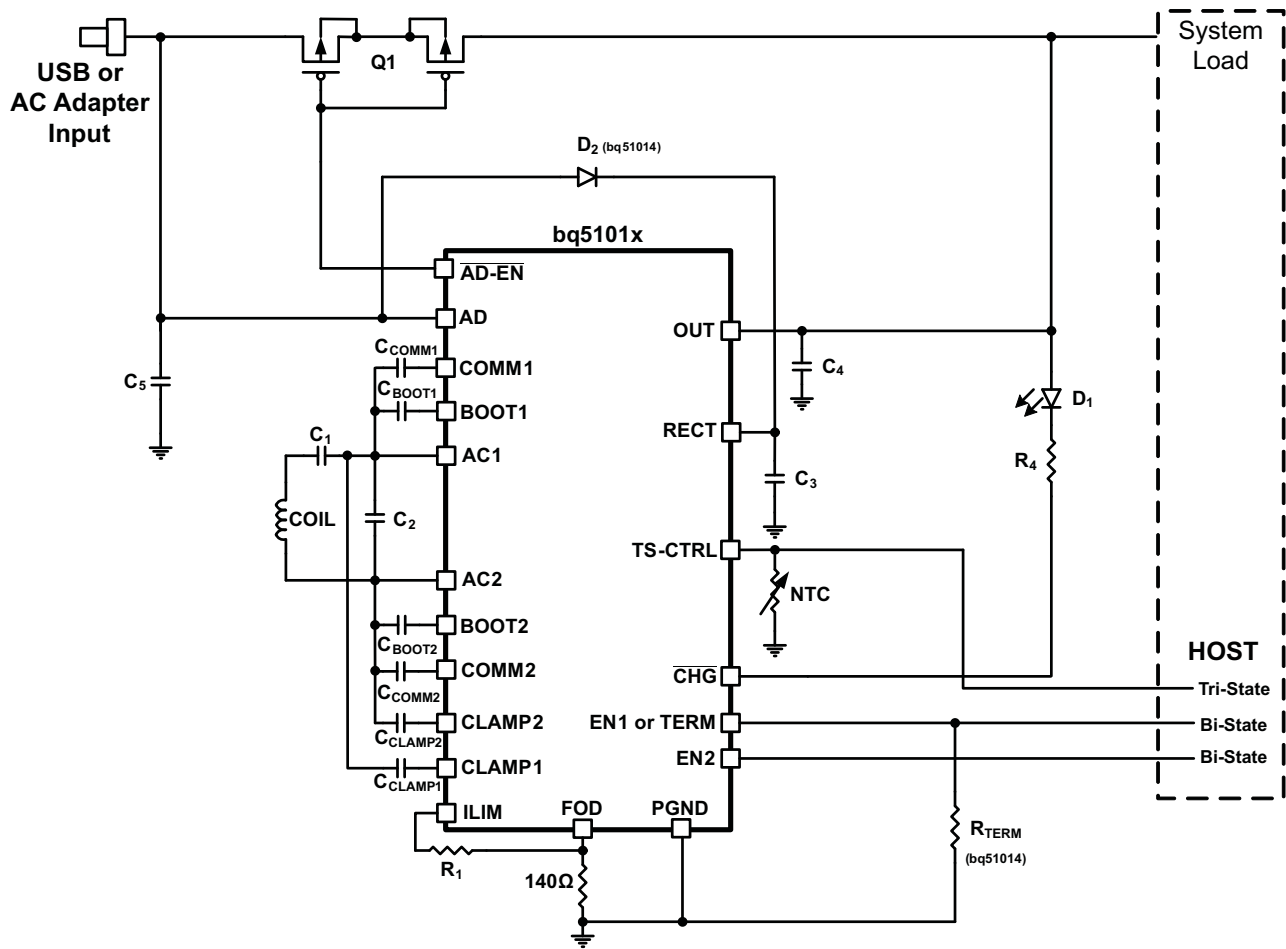 System
Load
Q1
USB or
AC Adapter
Input
D2 (bq51014)
bq5101x
AD-EN
AD
OUT
CCOMM1
COMM1
C5
C4
D1
CBOOT1
BOOT1
RECT
C1
AC1
R4
C3
COIL
C2
TS-CTRL
AC2
NTC
BOOT2
CBOOT2
HOST
COMM2
CHG
CCOMM2
Tri-State
CLAMP2
EN1 or TERM
Bi-State
CCLAMP2
EN2
Bi-State
CLAMP1
CCLAMP1
ILIM
FOD
PGND
RTERM
(bq51014)
R1
140Ω